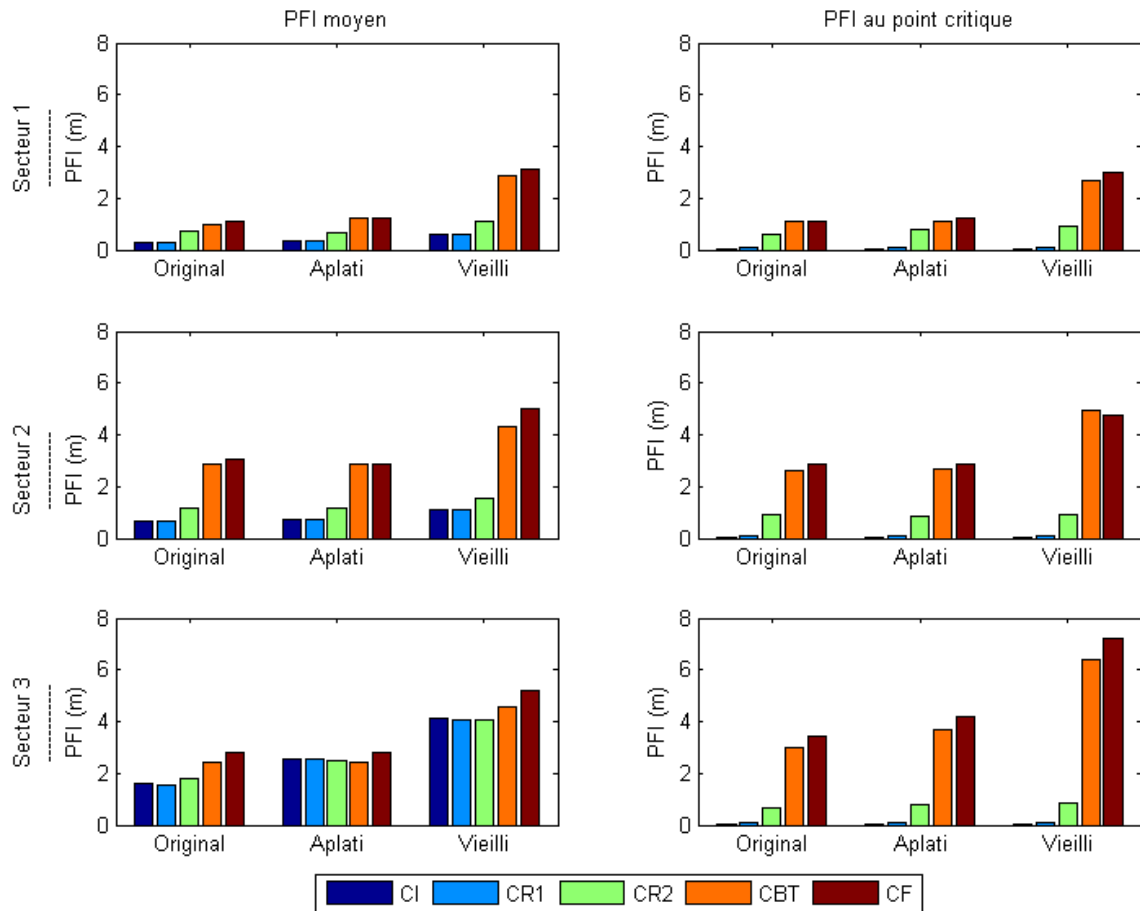 PFI moyen
PFI au point critique
Secteur 1
PFI (m)
8
6
4
2
0
Original Aplati Vieilli
PFI (m)
8
6
4
2
0
Original Aplati Vieilli
Secteur 2
PFI (m)
8
6
4
2
0
Original Aplati Vieilli
PFI (m)
8
6
4
2
0
Original Aplati Vieilli
Secteur 3
PFI (m)
8
6
4
2
0
Original Aplati Vieilli
PFI (m)
8
6
4
2
0
Original Aplati Vieilli
CI CR1 CR2 CBT CF